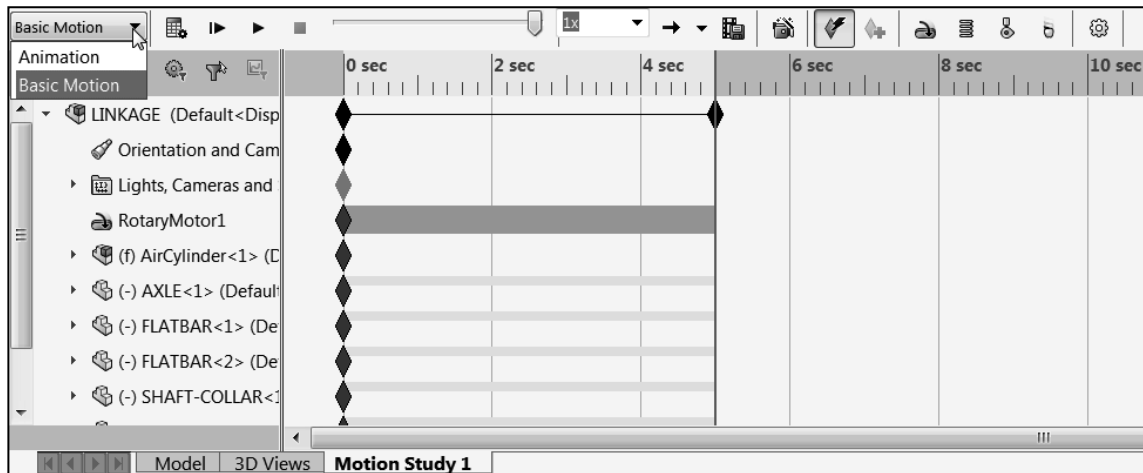 Basic Motion 1x
Animation
Basic Motion
0 sec 2 sec 4 sec 6 sec 8 sec 10 sec
LINKAGE (Default<Disp
Orientation and Cam
Lights, Cameras and
RotaryMotor1
(f) AirCylinder<1> (D
(-) AXLE<1> (Default
(-) FLATBAR<1> (De
(-) FLATBAR<2> (De
(-) SHAFT-COLLAR<1
Model 3D Views Motion Study 1